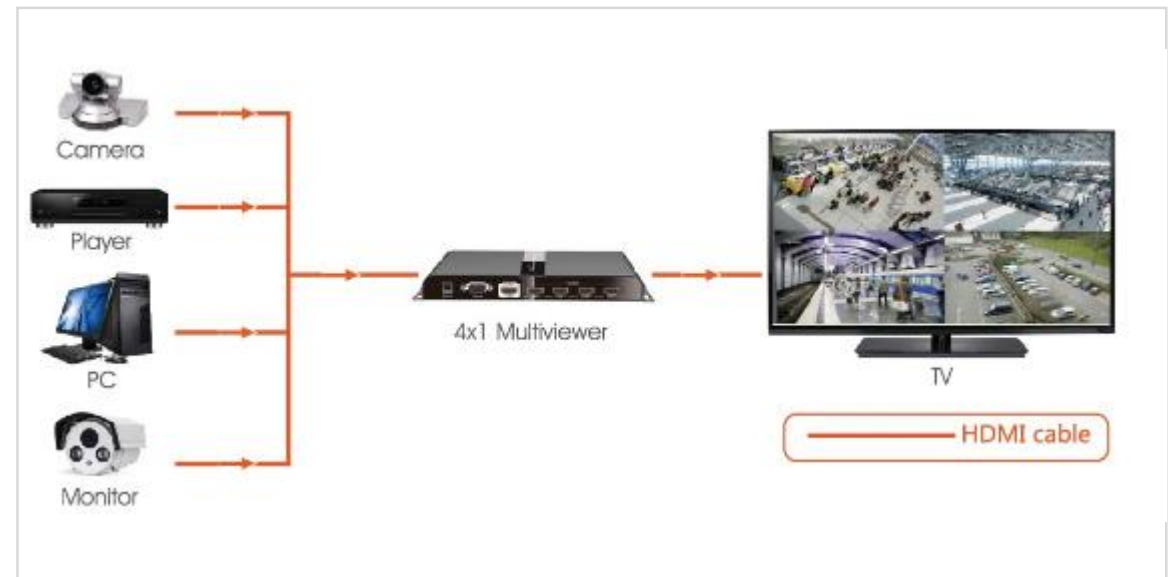 Camera
Player
PC
Monitor
4x1 Multiviewer
TV
HDMI cable